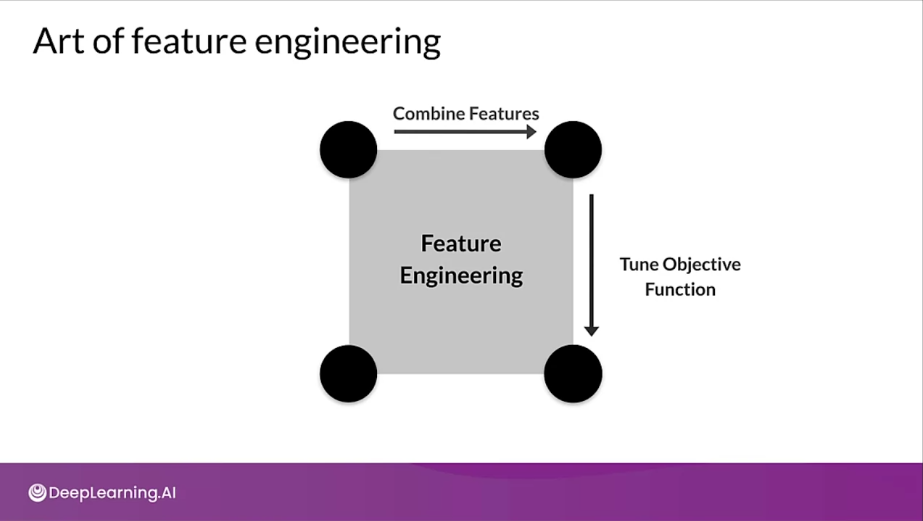 Art of feature engineering
Combine Features
Feature
Engineering
Tune Objective
Function
DeepLearning.AI